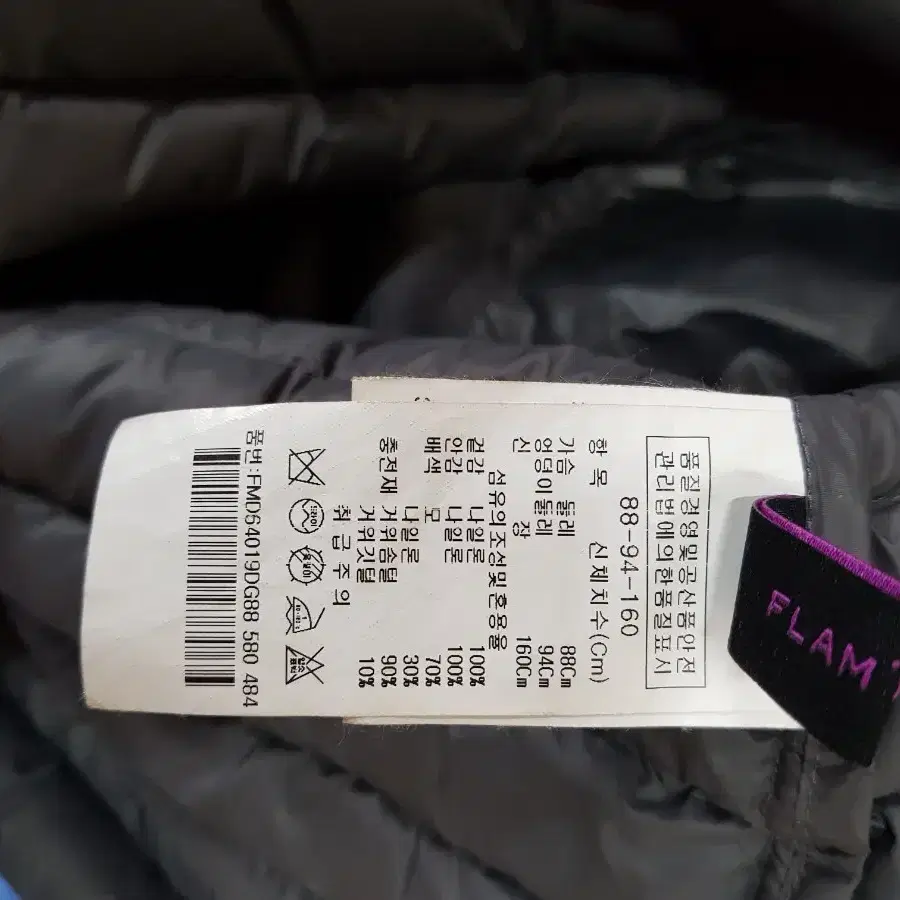 품질경영및공산품안전
관리법에의한품질표시
88-94-160
항 목 신체치수(Cm)
가슴 둘레 88Cm
엉덩이둘레 94Cm
신 장 160Cm
섬유의조성및혼용율
겉감 나일론 100%
안감 나일론 100%
배색 모 70%
나일론 30%
충전재 거위솜털 90%
거위깃털 10%
취급주의
품번:FMD64019DG88 580 484
FLAM